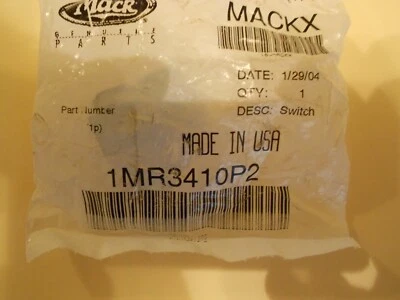 Mack
GENUINE
PARTS
MACKX
DATE: 1/29/04
QTY: 1
DESC: Switch
Part Number
1p)
MADE IN USA
1MR3410P2